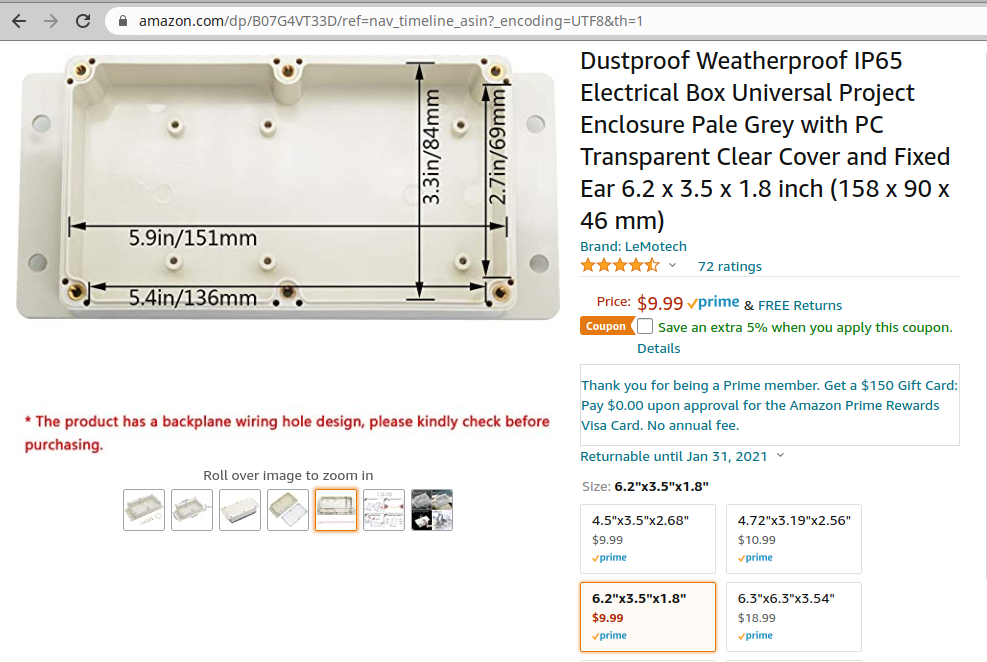 amazon.com/dp/B07G4VT33D/ref=nav_timeline_asin?_encoding=UTF8&th=1
3.3in/84mm
2.7in/69mm
5.9in/151mm
5.4in/136mm
* The product has a backplane wiring hole design, please kindly check before
purchasing.
Roll over image to zoom in
Dustproof Weatherproof IP65
Electrical Box Universal Project
Enclosure Pale Grey with PC
Transparent Clear Cover and Fixed
Ear 6.2 x 3.5 x 1.8 inch (158 x 90 x
46 mm)
Brand: LeMotech
72 ratings
Price: $9.99 prime & FREE Returns
Coupon Save an extra 5% when you apply this coupon.
Details
Thank you for being a Prime member. Get a $150 Gift Card:
Pay $0.00 upon approval for the Amazon Prime Rewards
Visa Card. No annual fee.
Returnable until Jan 31, 2021
Size: 6.2"x3.5"x1.8"
4.5"x3.5"x2.68"
$9.99
prime
4.72"x3.19"x2.56"
$10.99
prime
6.2"x3.5"x1.8"
$9.99
prime
6.3"x6.3"x3.54"
$18.99
prime